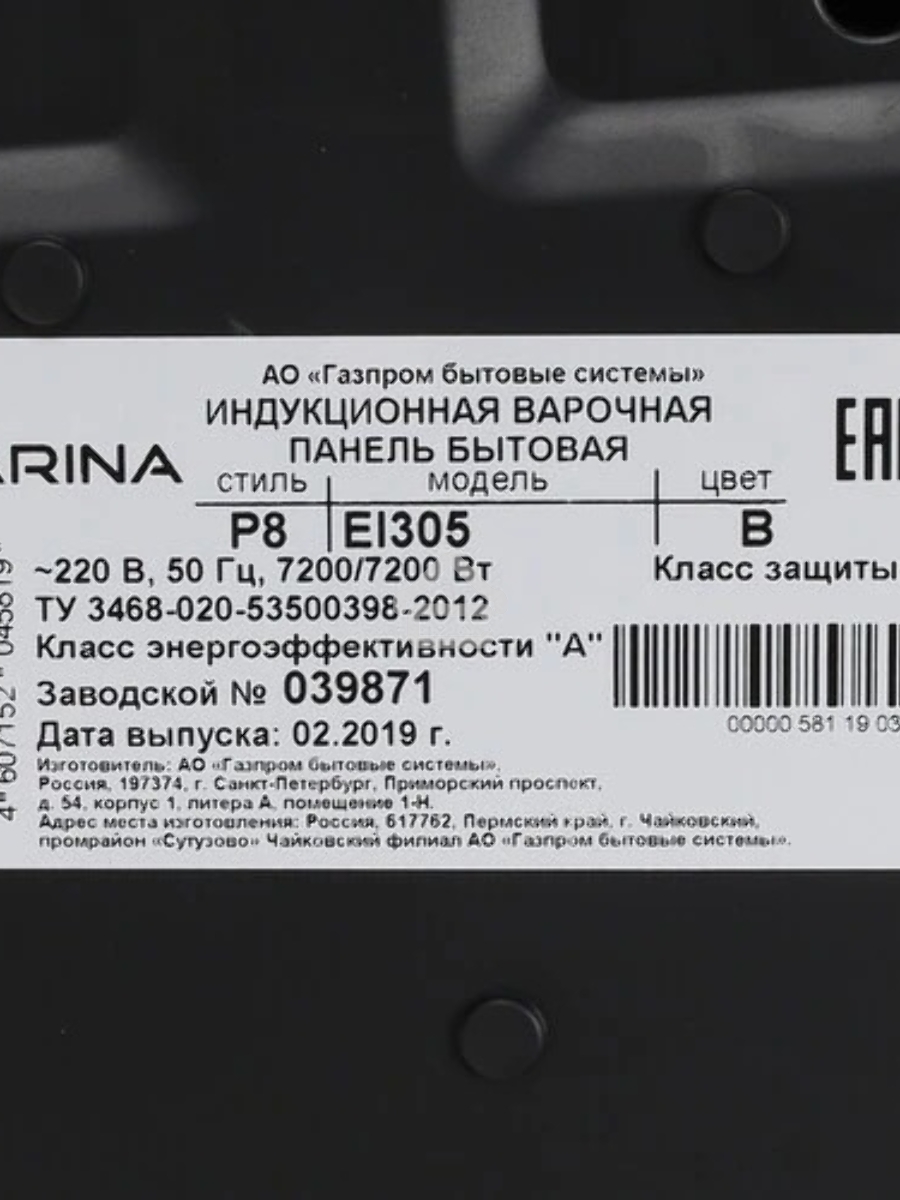 АО «Газпром бытовые системы»
ИНДУКЦИОННАЯ ВАРОЧНАЯ
ПАНЕЛЬ БЫТОВАЯ
ARINA
EAC
стиль модель цвет
P8 EI305 B
~220 В, 50 Гц, 7200/7200 Вт
Класс защиты
ТУ 3468-020-53500398-2012
Класс энергоэффективности "А"
Заводской № 039871
00000 581 19 03
Дата выпуска: 02.2019 г.
Изготовитель: АО «Газпром бытовые системы»,
Россия, 197374, г. Санкт-Петербург, Приморский проспект,
д. 54, корпус 1, литера А, помещение 1-Н.
Адрес места изготовления: Россия, 617762, Пермский край, г. Чайковский,
промрайон «Сутузово» Чайковский филиал АО «Газпром бытовые системы».